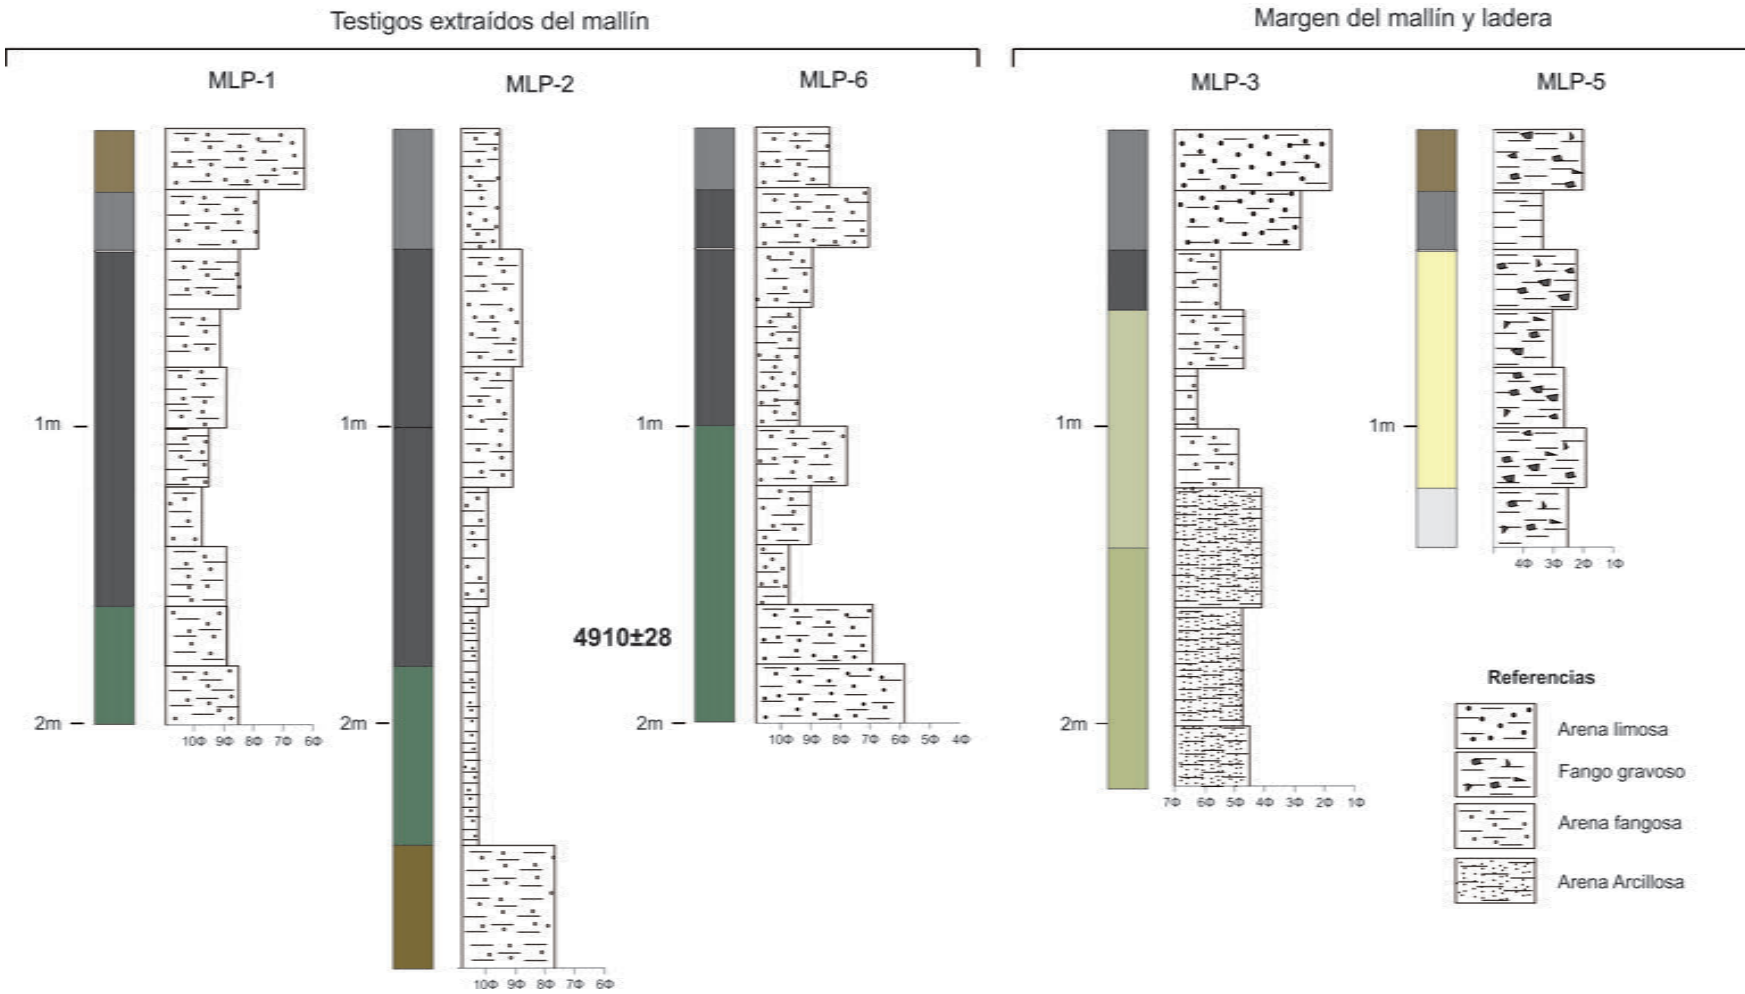 Testigos extraídos del mallín
Margen del mallín y ladera
MLP-1
MLP-2
MLP-6
MLP-3
MLP-5
1m
1m
1m
1m
1m
4910±28
2m
2m
2m
2m
10Φ 9Φ 8Φ 7Φ 6Φ
10Φ 9Φ 8Φ 7Φ 6Φ
10Φ 9Φ 8Φ 7Φ 6Φ 5Φ 4Φ
7Φ 6Φ 5Φ 4Φ 3Φ 2Φ 1Φ
4Φ 3Φ 2Φ 1Φ
Referencias
Arena limosa
Fango gravoso
Arena fangosa
Arena Arcillosa